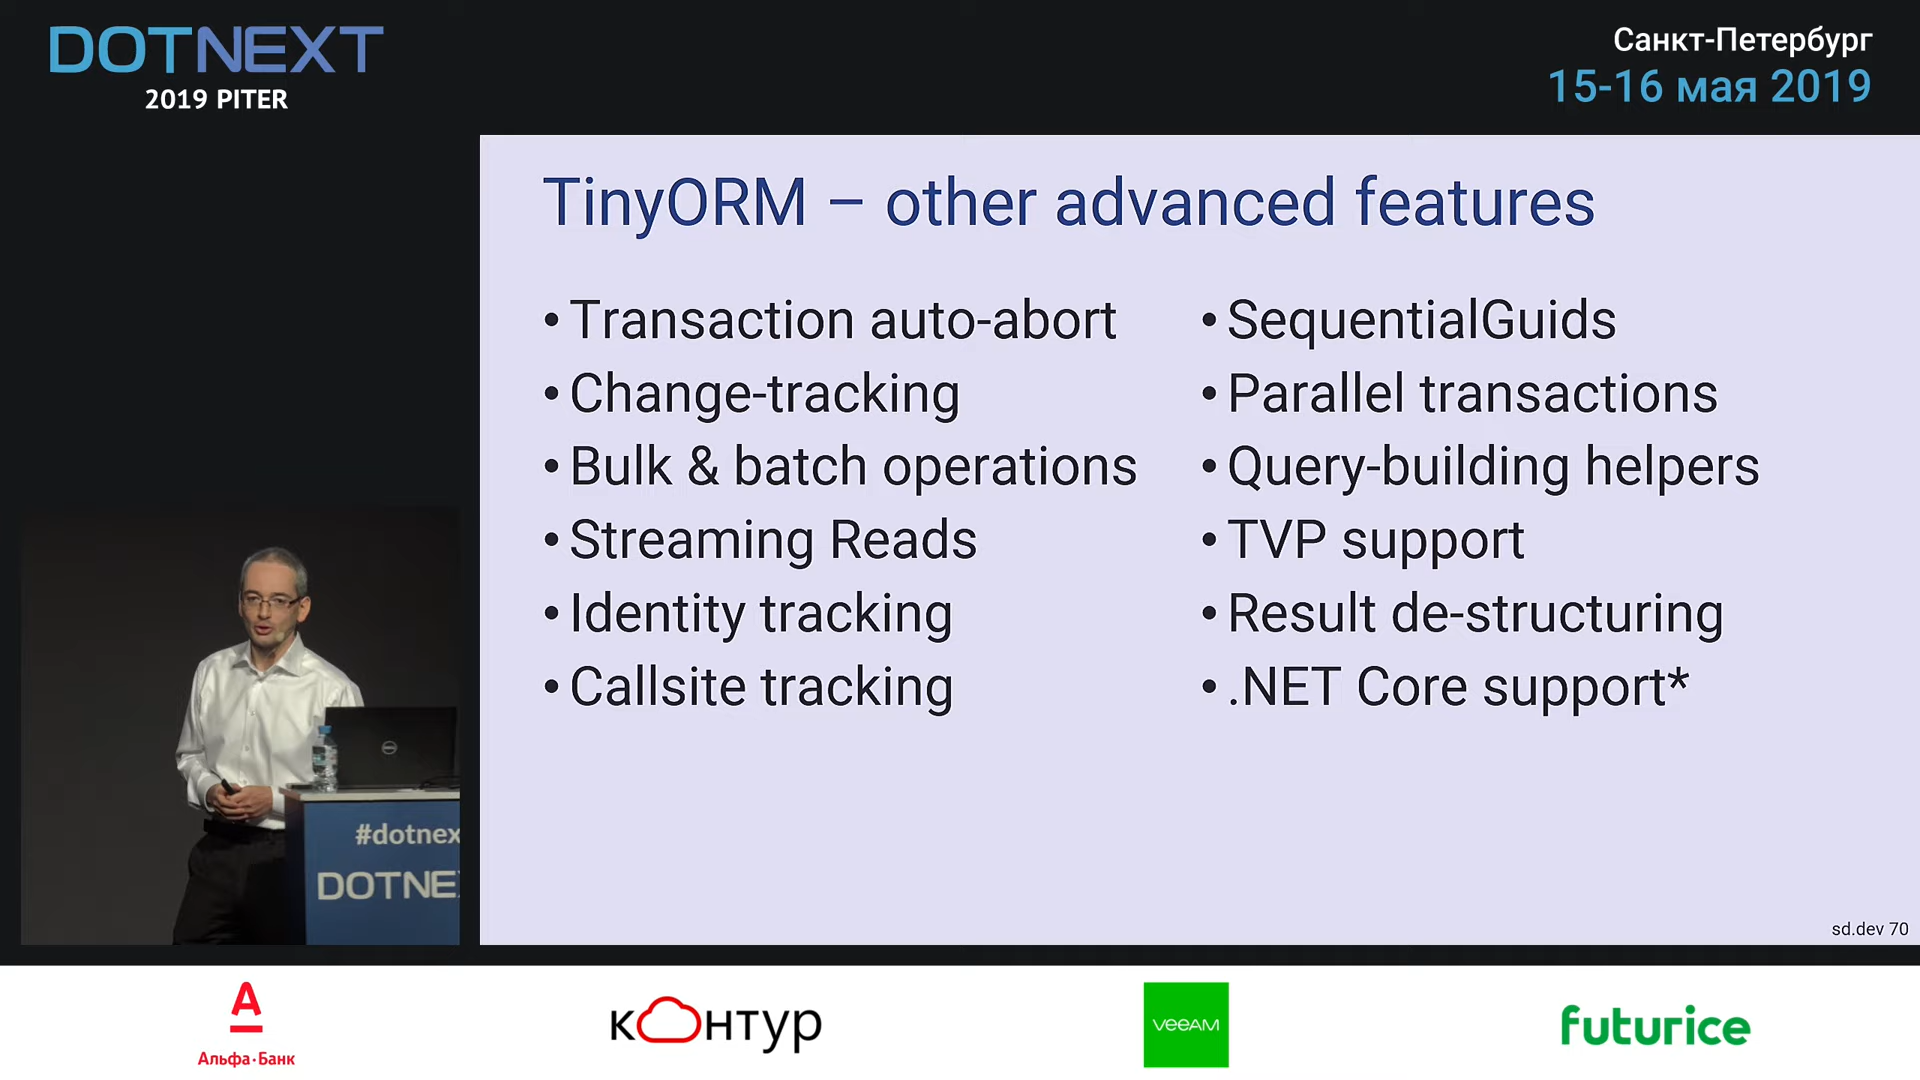 DOTNEXT
2019 PITER
Санкт-Петербург
15-16 мая 2019
TinyORM – other advanced features
• Transaction auto-abort
• Change-tracking
• Bulk & batch operations
• Streaming Reads
• Identity tracking
• Callsite tracking
• SequentialGuids
• Parallel transactions
• Query-building helpers
• TVP support
• Result de-structuring
• .NET Core support*
sd.dev 70
DELL
#dotnex
DOTNE
А
Альфа·Банк
контур
veeAM
futurice